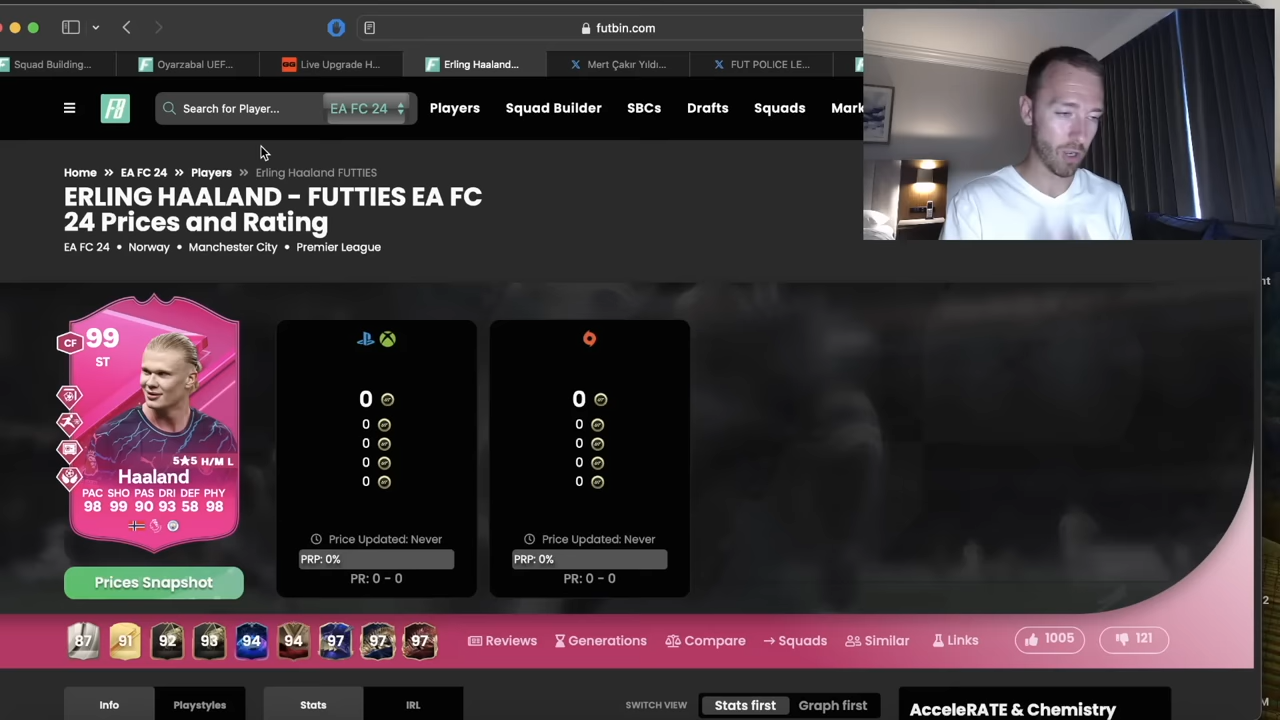 futbin.com
Squad Building...
Oyarzabal UEF...
GG Live Upgrade H...
Erling Haaland...
Mert Çakır Yıldı...
FUT POLICE LE...
Search for Player...
EA FC 24
Players
Squad Builder
SBCs
Drafts
Squads
Mark
Home >> EA FC 24 >> Players >> Erling Haaland FUTTIES
ERLING HAALAND - FUTTIES EA FC
24 Prices and Rating
EA FC 24 • Norway • Manchester City • Premier League
CF
99
ST
5★5 H/M L
Haaland
PAC SHO PAS DRI DEF PHY
98 99 90 93 58 98
Prices Snapshot
0
0
0
0
0
Price Updated: Never
PRP: 0%
PR: 0 - 0
0
0
0
0
0
Price Updated: Never
PRP: 0%
PR: 0 - 0
87 91 92 93 94 94 97 97 97
Reviews
Generations
Compare
Squads
Similar
Links
1005
121
Info
Playstyles
Stats
IRL
SWITCH VIEW
Stats first
Graph first
AcceleRATE & Chemistry